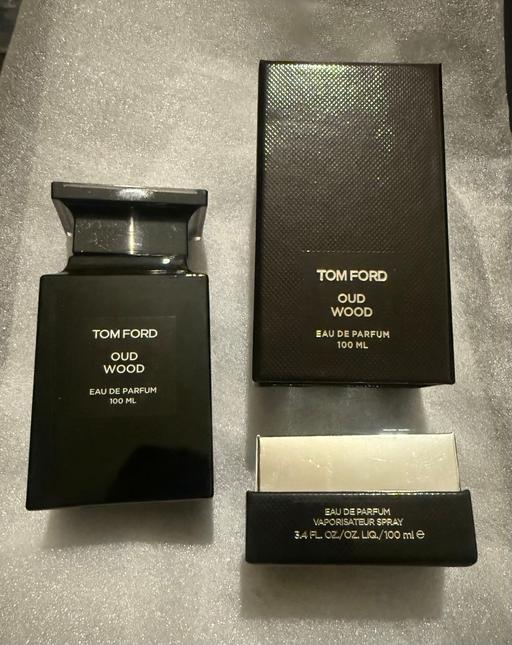 TOM FORD
OUD
WOOD
EAU DE PARFUM
100 ML
TOM FORD
OUD
WOOD
EAU DE PARFUM
100 ML
EAU DE PARFUM
VAPORISATEUR SPRAY
3.4 FL. OZ./OZ. LIQ./100 ml ℮